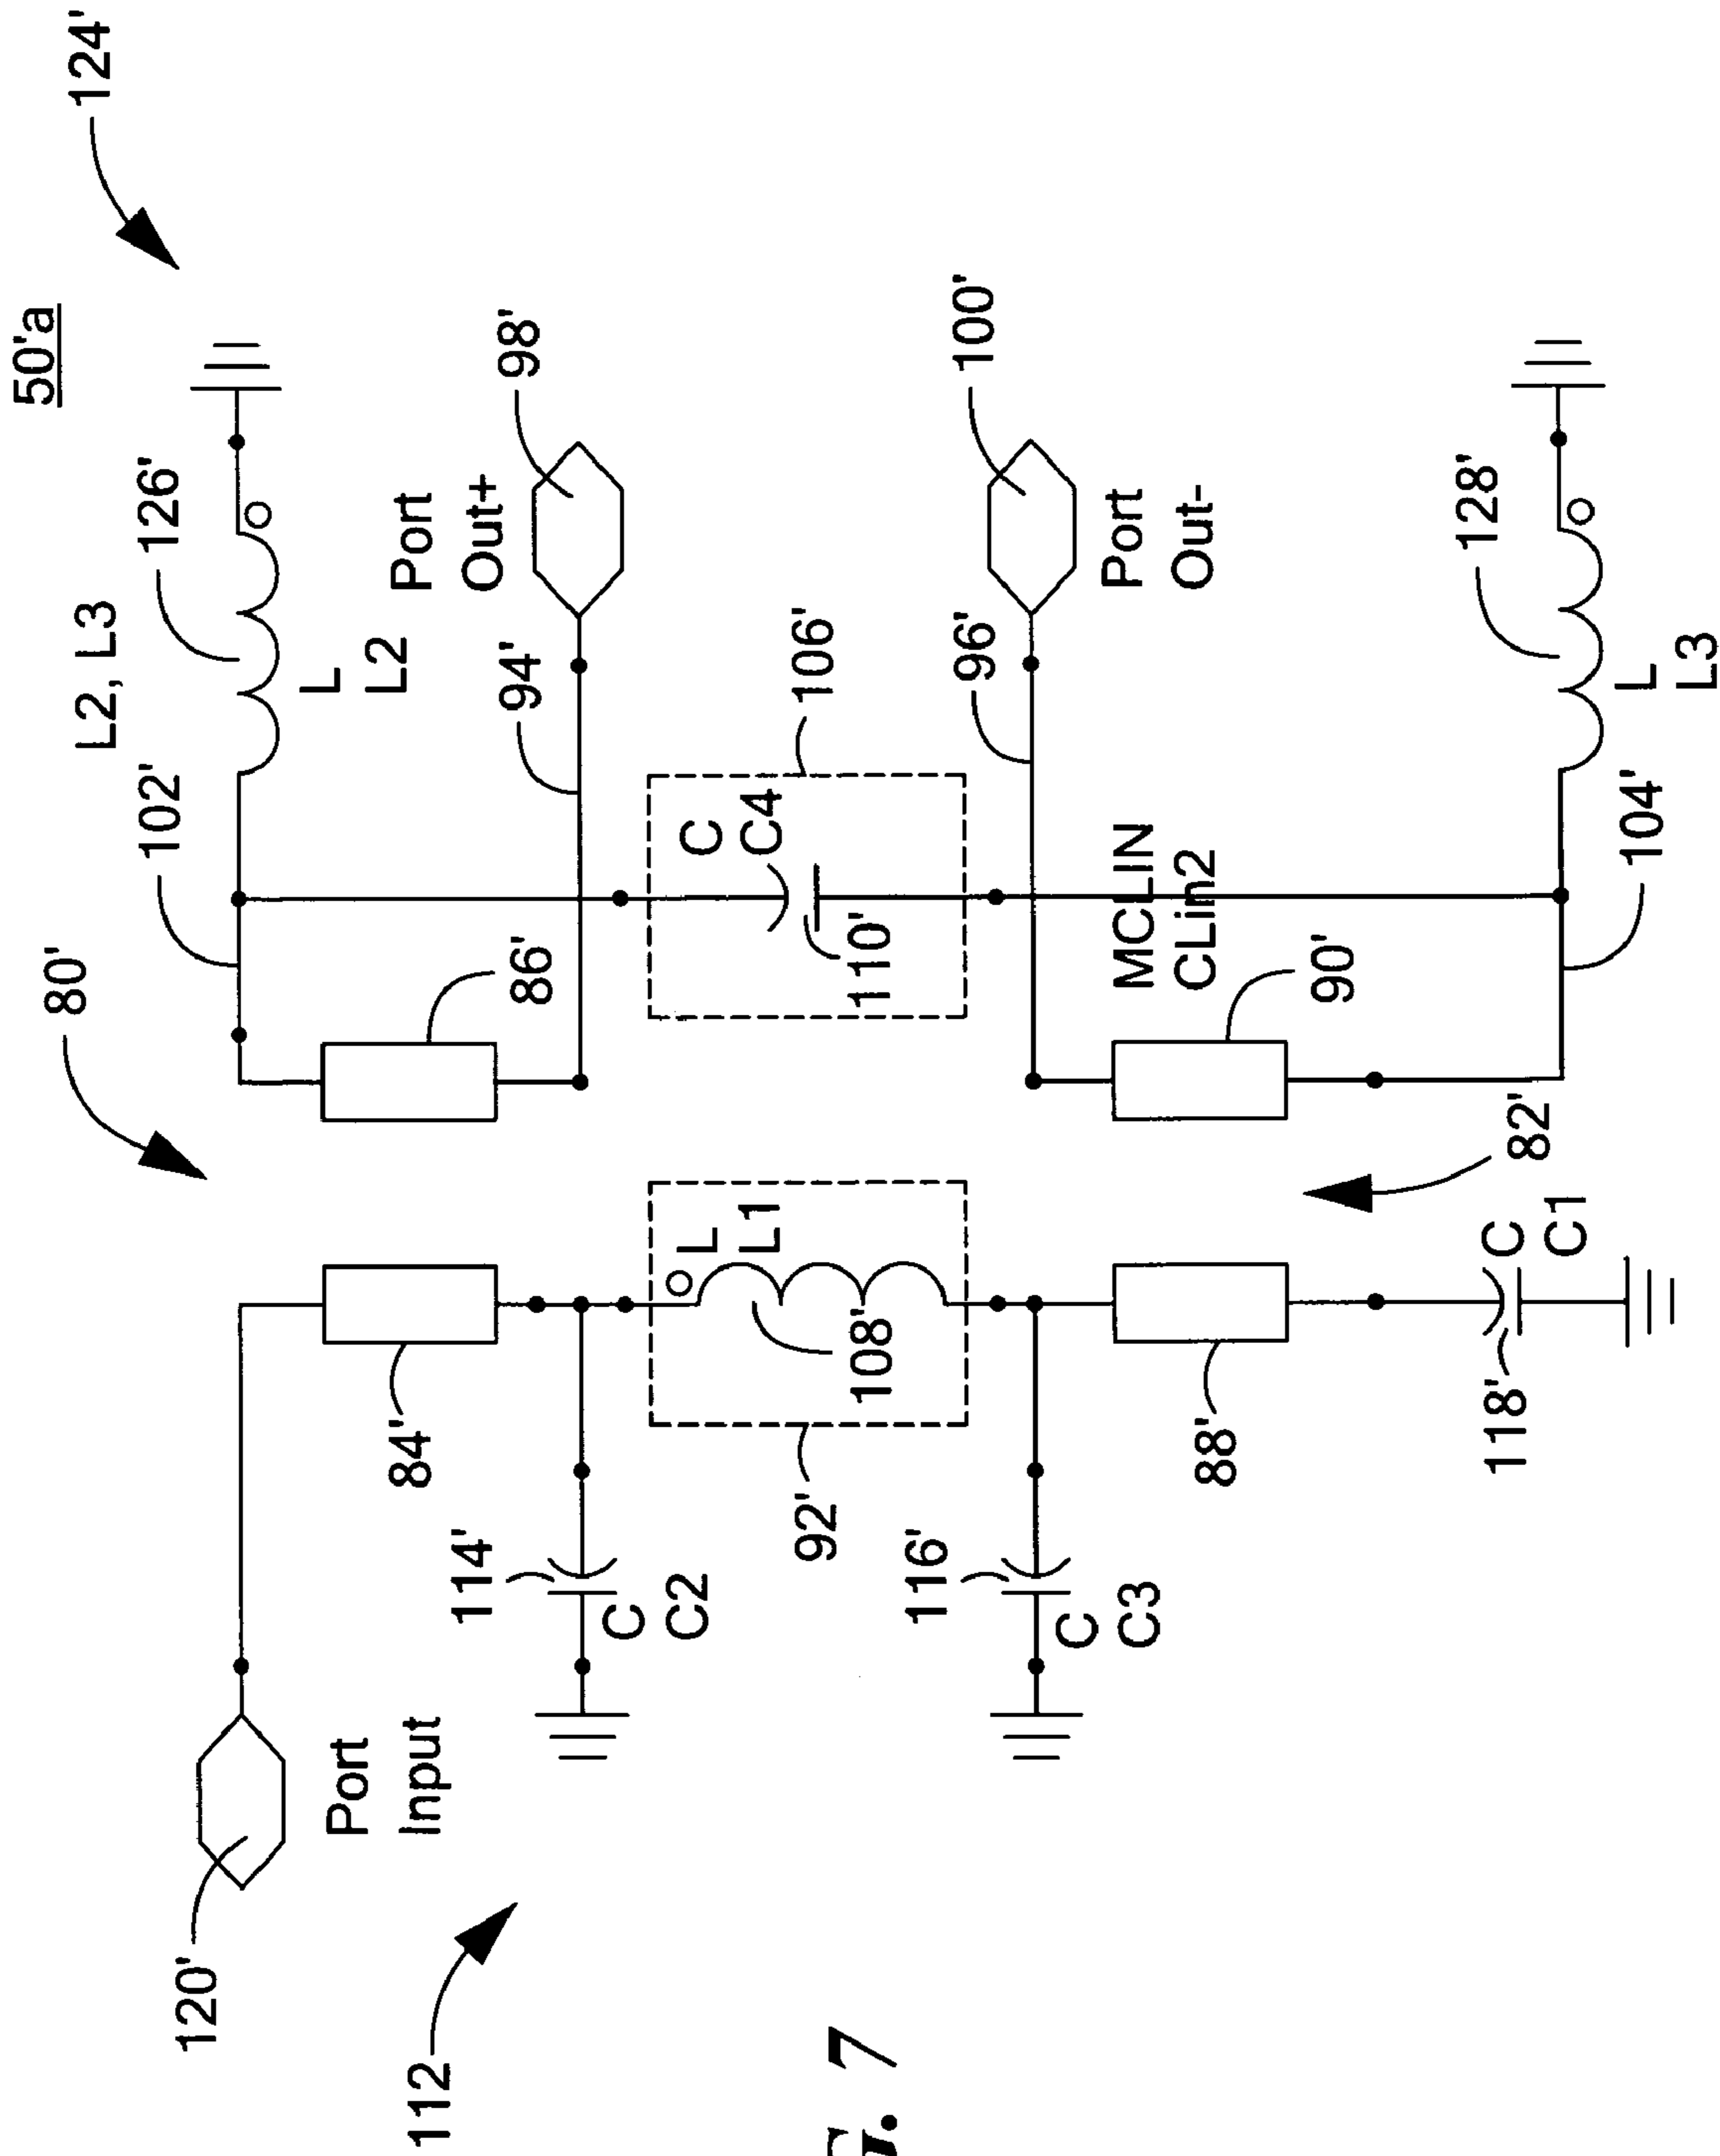 50'a
80'
124'
L2, L3
102'
126'
120'
L
L2
Port
Input
84'
Port
Out+
112
114'
86'
94'
98'
C
C2
L
L1
C
C4
92'
106'
108'
110'
G. 7
116'
96'
100'
C
C3
MCLIN
CLin2
Port
Out-
88'
90'
128'
118'
C
C1
82'
104'
L
L3